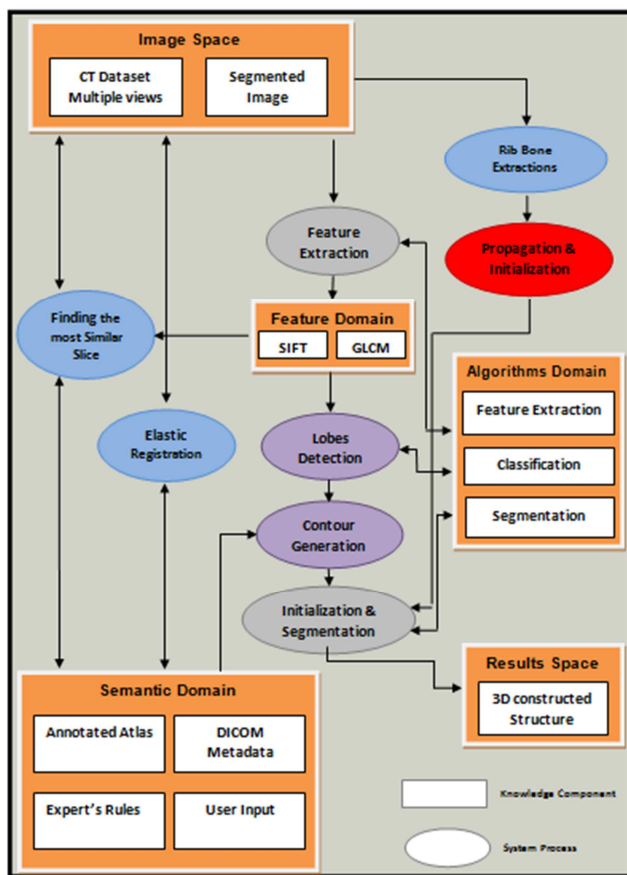 Image Space
CT Dataset
Multiple views
Segmented
Image
Rib Bone
Extractions
Feature
Extraction
Propagation &
Initialization
Finding the
most Similar
Slice
Feature Domain
SIFT
GLCM
Algorithms Domain
Feature Extraction
Classification
Segmentation
Elastic
Registration
Lobes
Detection
Contour
Generation
Initialization &
Segmentation
Semantic Domain
Annotated Atlas
DICOM
Metadata
Expert's Rules
User Input
Results Space
3D constructed
Structure
Knowledge Component
System Process